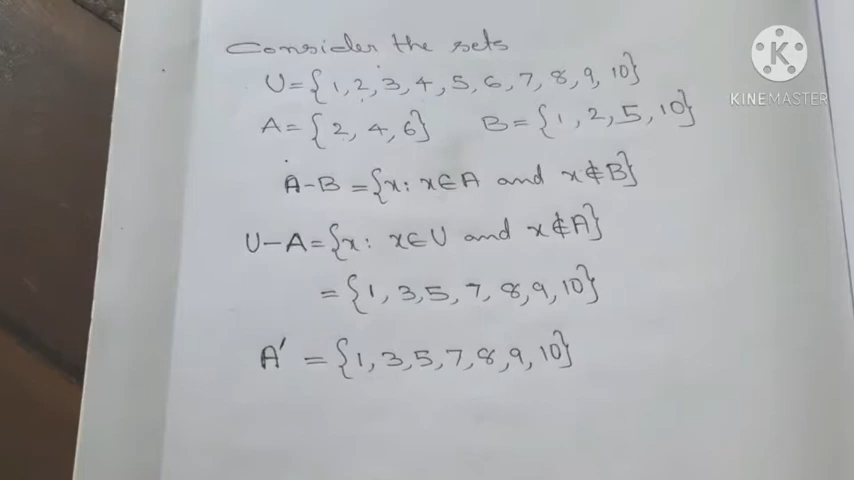 Consider the sets
U={1,2,3,4,5,6,7,8,9,10}
A={2,4,6} B={1,2,5,10}
A-B={x: x∈A and x∉B}
U-A={x: x∈U and x∉A}
={1,3,5,7,8,9,10}
A'={1,3,5,7,8,9,10}
K
KINEMASTER